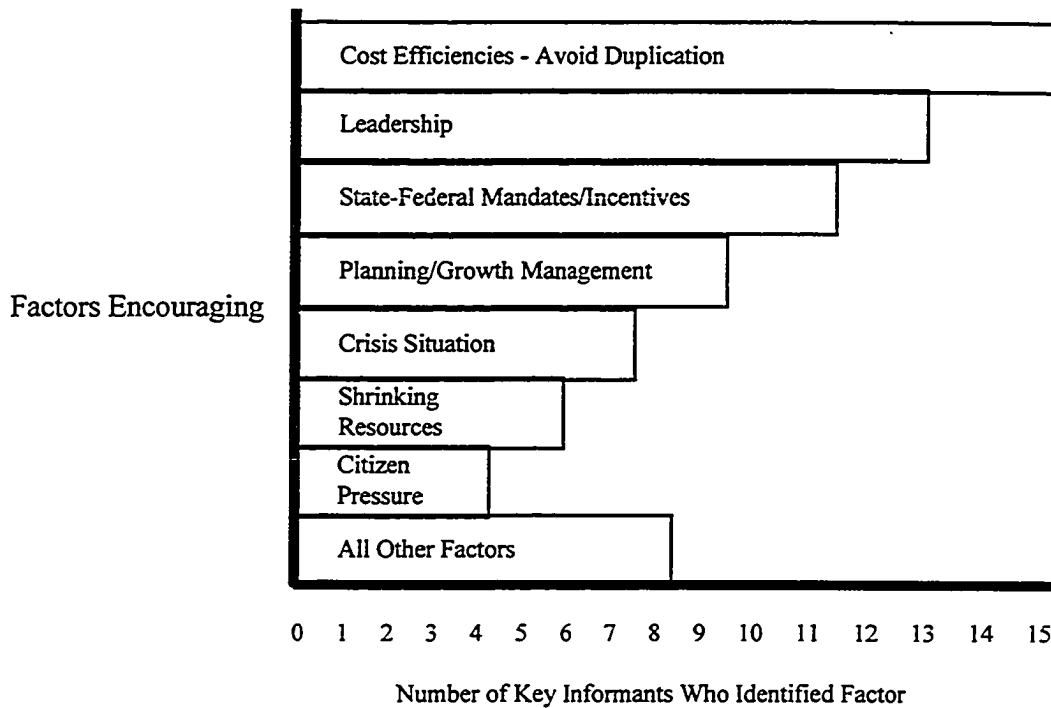 Cost Efficiencies - Avoid Duplication
Leadership
State-Federal Mandates/Incentives
Planning/Growth Management
Factors Encouraging
Crisis Situation
Shrinking
Resources
Citizen
Pressure
All Other Factors
0 1 2 3 4 5 6 7 8 9 10 11 12 13 14 15
Number of Key Informants Who Identified Factor